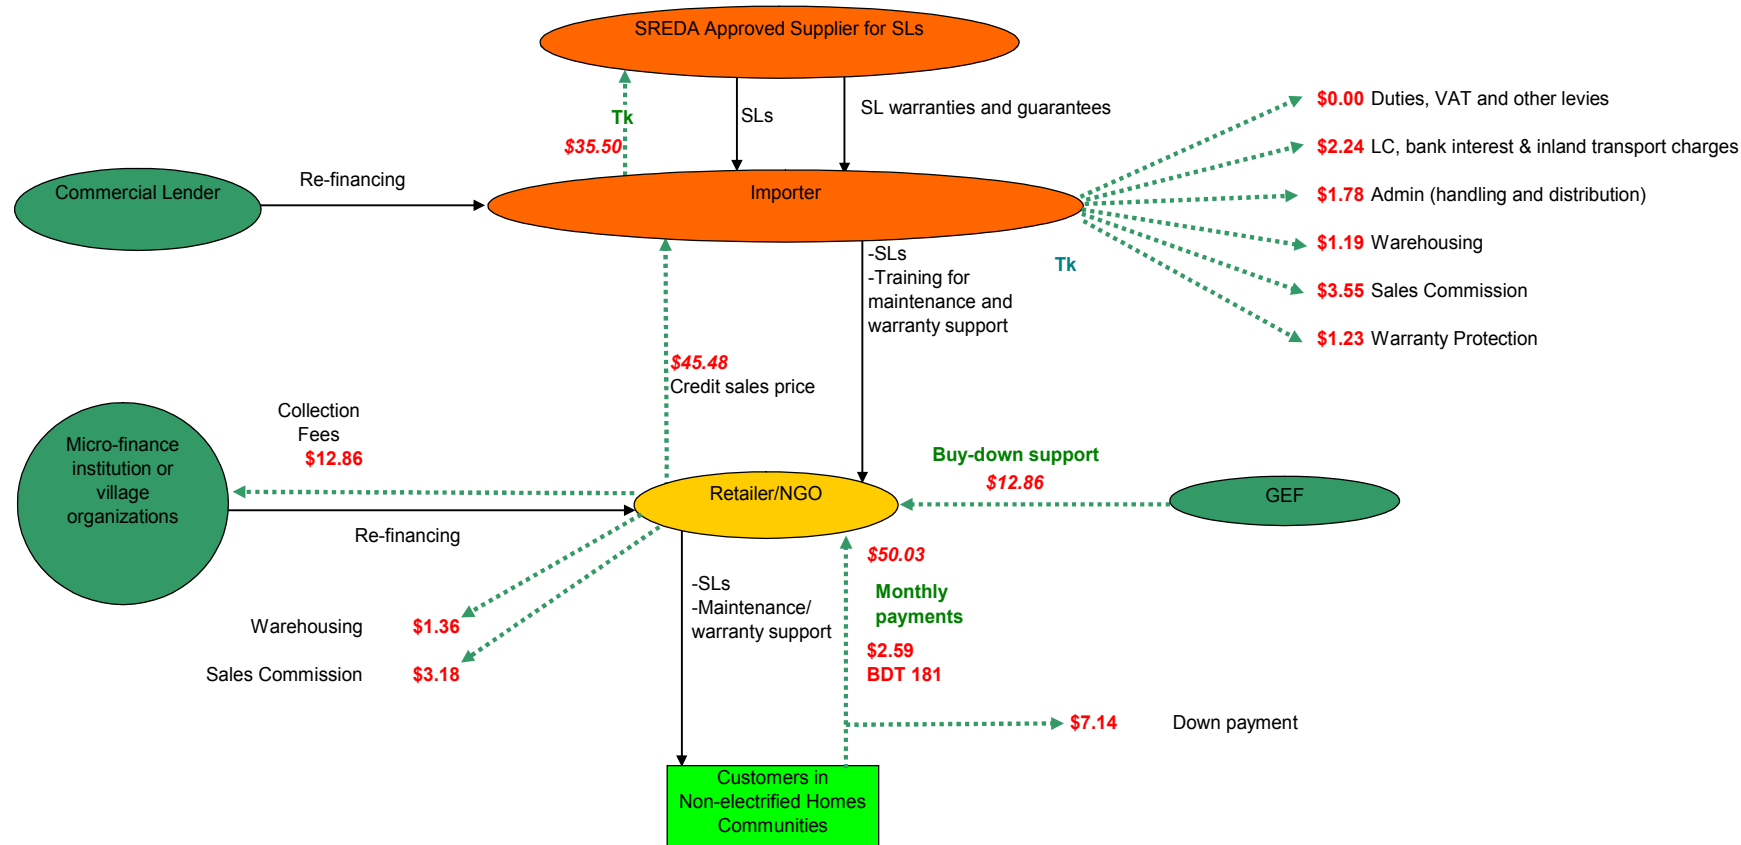 SREDA Approved Supplier for SLs
Tk
$35.50
SLs
SL warranties and guarantees
$0.00 Duties, VAT and other levies
$2.24 LC, bank interest & inland transport charges
$1.78 Admin (handling and distribution)
$1.19 Warehousing
$3.55 Sales Commission
$1.23 Warranty Protection
Commercial Lender
Re-financing
Importer
Tk
-SLs
-Training for
maintenance and
warranty support
$45.48
Credit sales price
Collection
Fees
$12.86
Micro-finance
institution or
village
organizations
Re-financing
Retailer/NGO
Buy-down support
$12.86
GEF
$50.03
Monthly
payments
$2.59
BDT 181
-SLs
-Maintenance/
warranty support
Warehousing $1.36
Sales Commission $3.18
$7.14 Down payment
Customers in
Non-electrified Homes
Communities